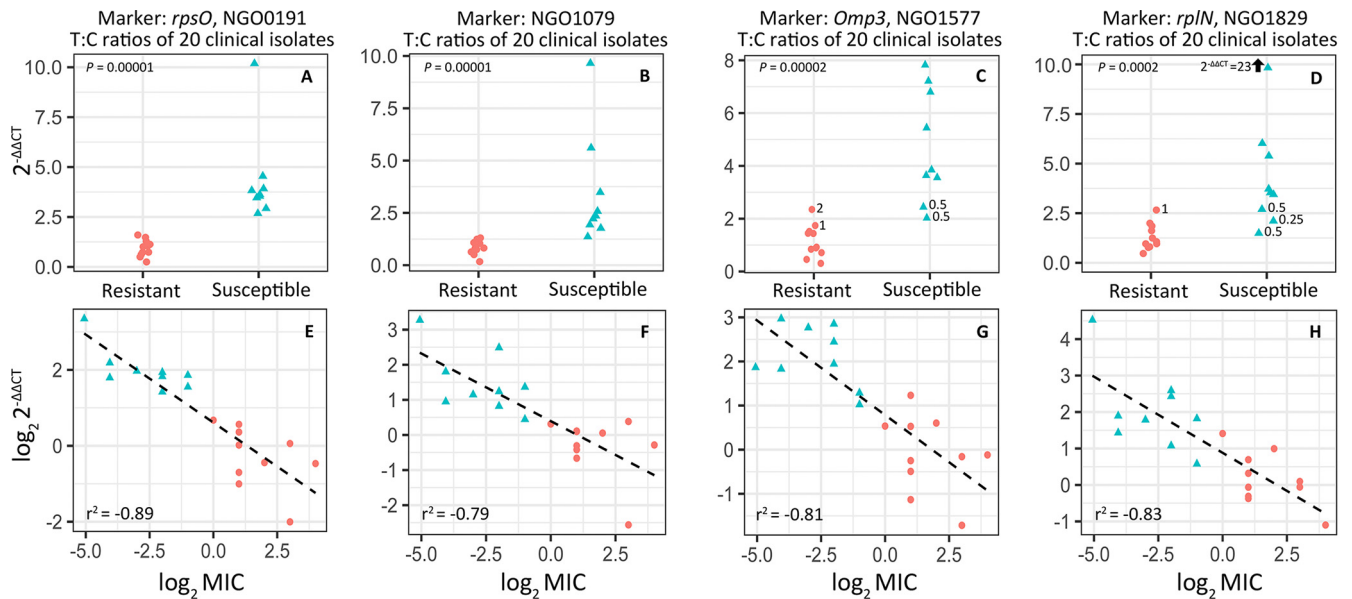 Marker: rpsO, NGO0191
T:C ratios of 20 clinical isolates
Marker: NGO1079
T:C ratios of 20 clinical isolates
Marker: Omp3, NGO1577
T:C ratios of 20 clinical isolates
Marker: rplN, NGO1829
T:C ratios of 20 clinical isolates
2^-ΔΔCT
10.0
7.5
5.0
2.5
0.0
P = 0.00001
A
Resistant Susceptible
10.0
7.5
5.0
2.5
0.0
P = 0.00001
B
Resistant Susceptible
8
6
4
2
0
P = 0.00002
C
2
1
0.5
0.5
Resistant Susceptible
10.0
7.5
5.0
2.5
0.0
P = 0.0002
2^-ΔΔCT=23
D
1
0.5
0.25
0.5
Resistant Susceptible
log₂ 2^-ΔΔCT
2
0
-2
E
r² = -0.89
-5.0 -2.5 0.0 2.5
log₂ MIC
3
2
1
0
-1
-2
F
r² = -0.79
-5.0 -2.5 0.0 2.5
log₂ MIC
3
2
1
0
-1
G
r² = -0.81
-5.0 -2.5 0.0 2.5
log₂ MIC
4
3
2
1
0
-1
H
r² = -0.83
-5.0 -2.5 0.0 2.5
log₂ MIC